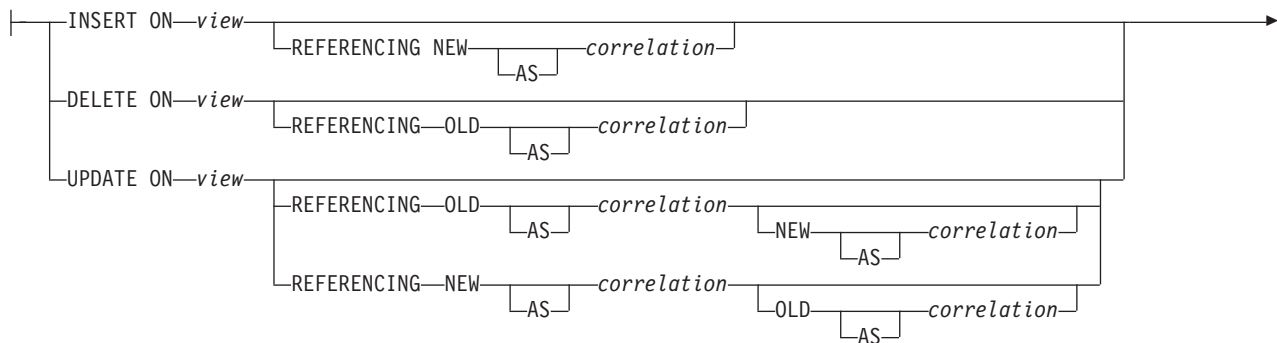 INSERT ON view
REFERENCING NEW correlation
AS
DELETE ON view
REFERENCING OLD correlation
AS
UPDATE ON view
REFERENCING OLD correlation
AS NEW correlation
AS
REFERENCING NEW correlation
AS OLD correlation
AS